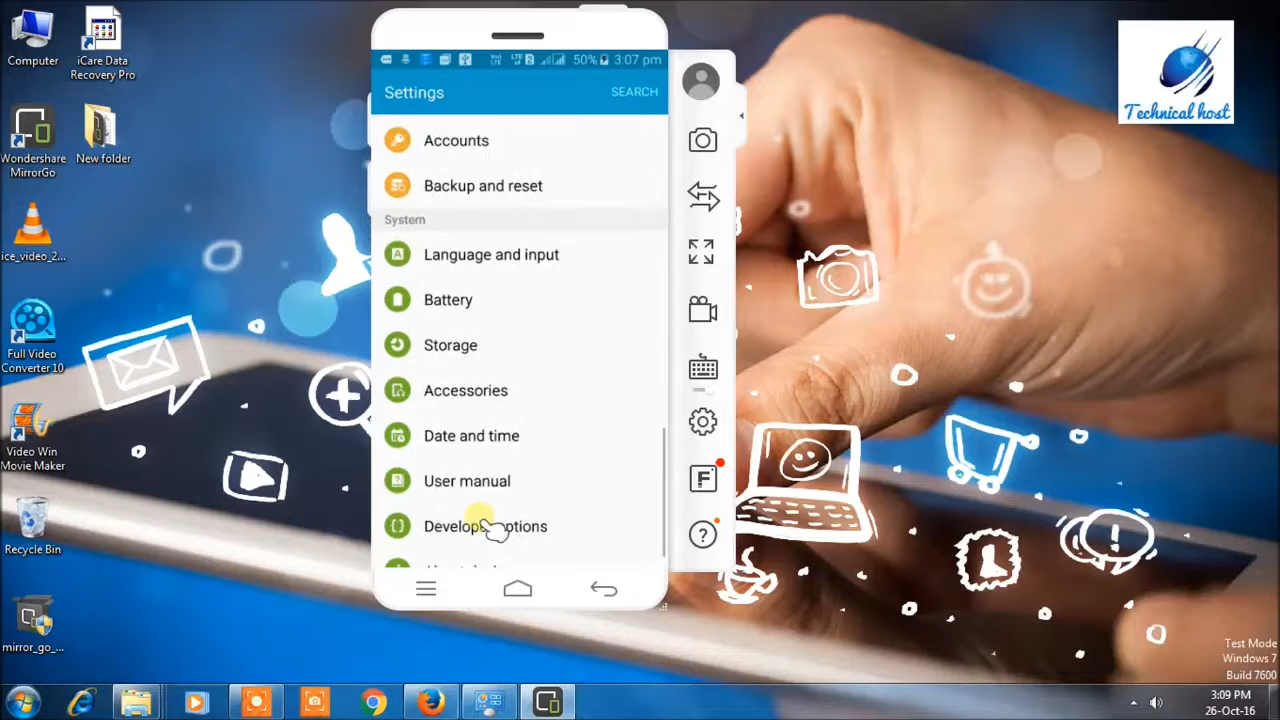 Computer
iCare Data
Recovery Pro
Technical host
Wondershare
MirrorGo
New folder
ice_video_2...
Full Video
Converter 10
Video Win
Movie Maker
Recycle Bin
mirror_go_...
50% 3:07 pm
Settings
SEARCH
Accounts
Backup and reset
System
Language and input
Battery
Storage
Accessories
Date and time
User manual
Test Mode
Windows 7
Build 7600
3:09 PM
26-Oct-16